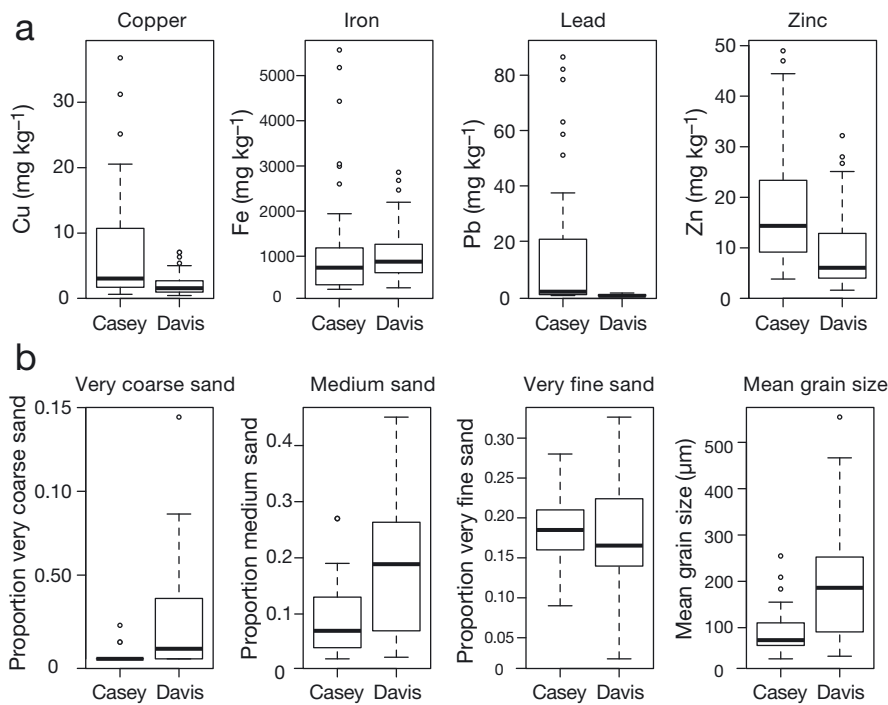 a
Copper
Iron
Lead
Zinc
Cu (mg kg–1)
30
20
10
0
Casey Davis
Fe (mg kg–1)
5000
4000
3000
2000
1000
0
Casey Davis
Pb (mg kg–1)
80
60
40
20
0
Casey Davis
Zn (mg kg–1)
50
40
30
20
10
0
Casey Davis
b
Very coarse sand
Medium sand
Very fine sand
Mean grain size
Proportion very coarse sand
0.15
0.10
0.50
0
Casey Davis
Proportion medium sand
0.4
0.3
0.2
0.1
0
Casey Davis
Proportion very fine sand
0.30
0.25
0.20
0.15
0.10
0.05
0
Casey Davis
Mean grain size (µm)
500
400
300
200
100
0
Casey Davis